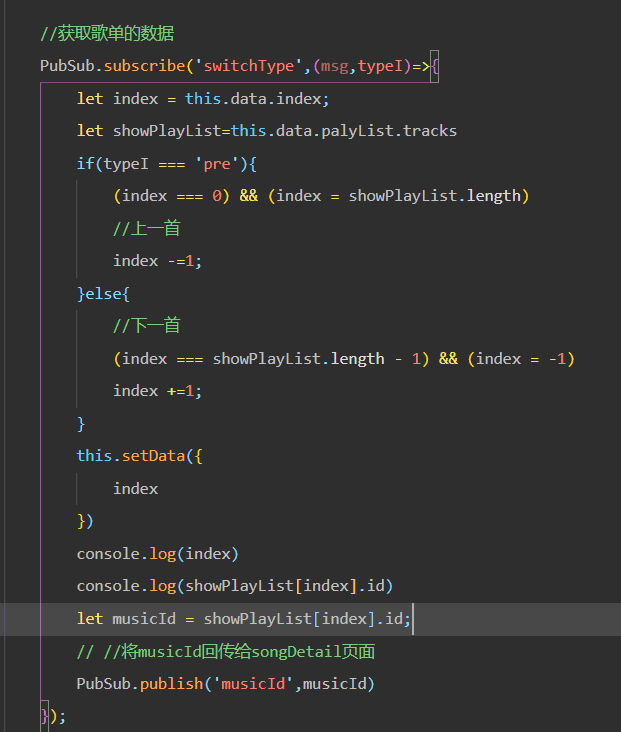 //获取歌单的数据
PubSub.subscribe('switchType',(msg,typeI)=>{
let index = this.data.index;
let showPlayList=this.data.palyList.tracks
if(typeI === 'pre'){
(index === 0) && (index = showPlayList.length)
//上一首
index -=1;
}else{
//下一首
(index === showPlayList.length - 1) && (index = -1)
index +=1;
}
this.setData({
index
})
console.log(index)
console.log(showPlayList[index].id)
let musicId = showPlayList[index].id;
// //将musicId回传给songDetail页面
PubSub.publish('musicId',musicId)
});